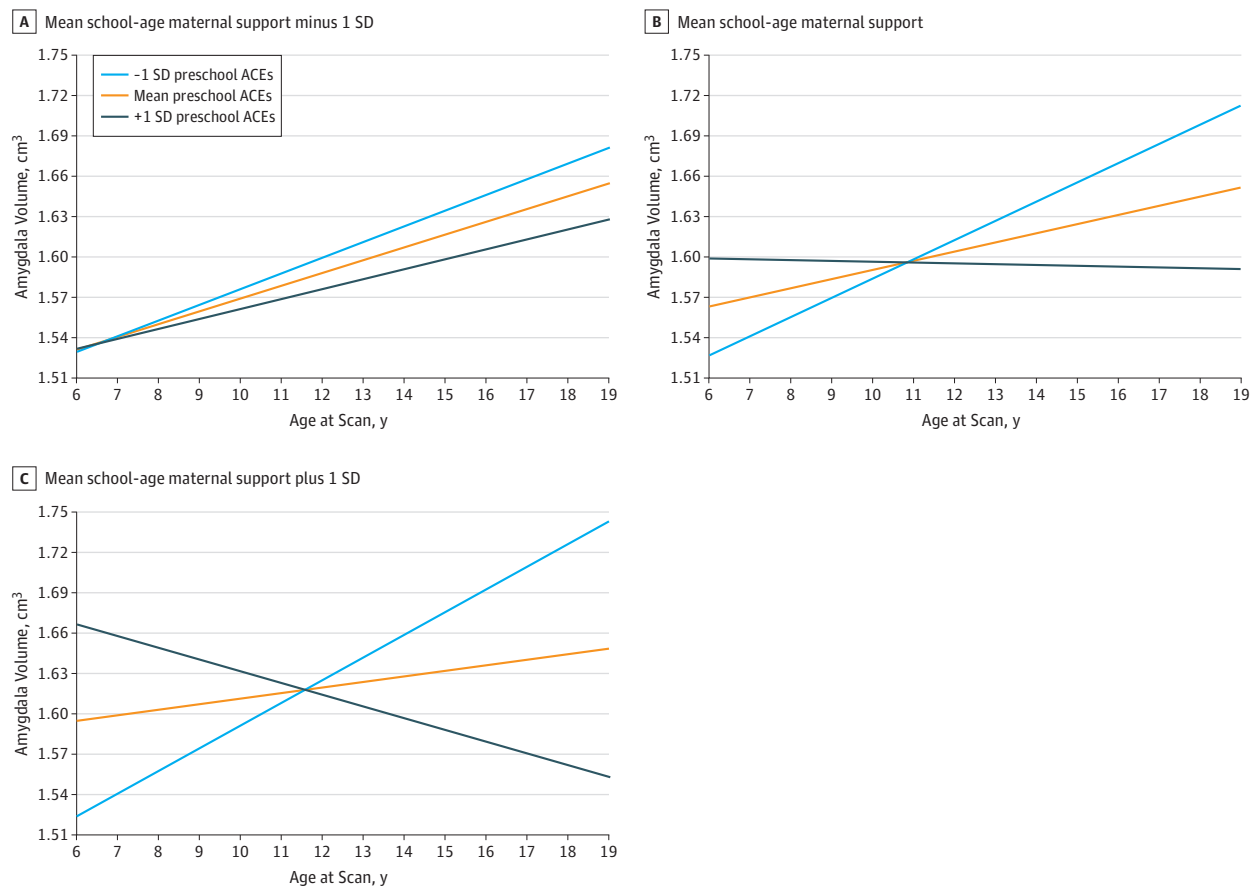 A Mean school-age maternal support minus 1 SD
1.75
1.72
1.69
1.66
1.63
1.60
1.57
1.54
1.51
Amygdala Volume, cm³
-1 SD preschool ACEs
Mean preschool ACEs
+1 SD preschool ACEs
6 7 8 9 10 11 12 13 14 15 16 17 18 19
Age at Scan, y
B Mean school-age maternal support
1.75
1.72
1.69
1.66
1.63
1.60
1.57
1.54
1.51
Amygdala Volume, cm³
6 7 8 9 10 11 12 13 14 15 16 17 18 19
Age at Scan, y
C Mean school-age maternal support plus 1 SD
1.75
1.72
1.69
1.66
1.63
1.60
1.57
1.54
1.51
Amygdala Volume, cm³
6 7 8 9 10 11 12 13 14 15 16 17 18 19
Age at Scan, y